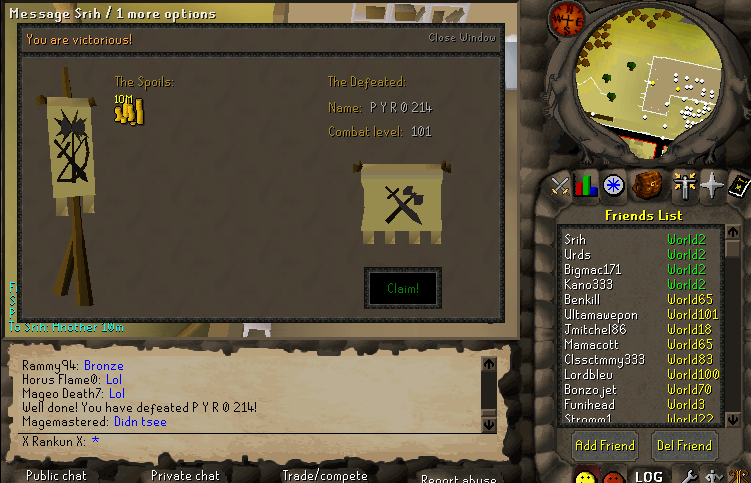 Message Srih / 1 more options
You are victorious!
Close Window
The Spoils:
10M
The Defeated:
Name: P Y R 0 214
Combat level: 101
Claim!
To Srih: Another 10m
Rammy94: Bronze
Horus Flame0: Lol
Mageo Death7: Lol
Well done! You have defeated P Y R 0 214!
Magemastered: Didn tsee
X Rankun X: *
Public chat
Private chat
Trade/compete
Report abuse
Friends List
Srih World2
Urds World2
Bigmac171 World2
Kano333 World2
Benkill World65
Ultamawepon World101
Jmitchel86 World18
Mamacott World65
Clssctmmy333 World83
Lordbleu World100
Bonzojet World70
Funihead World3
Stromm1 World22
Add Friend
Del Friend
LOG